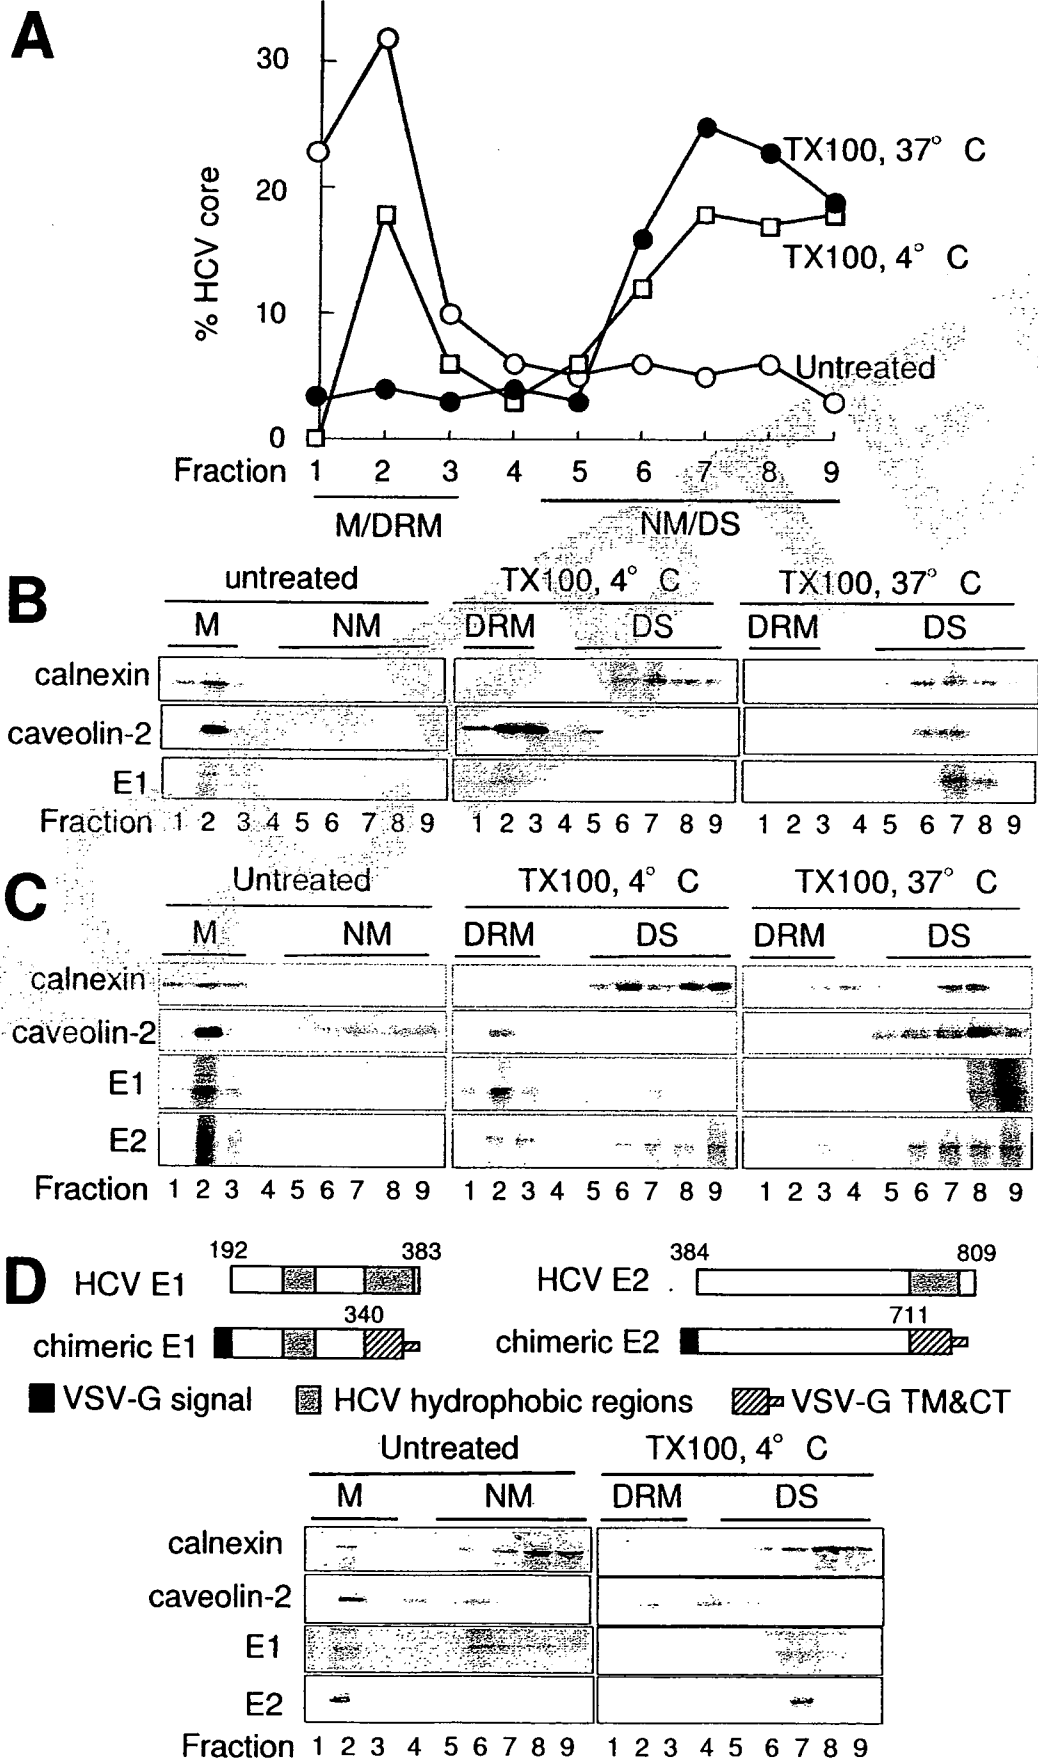 A
30
20
10
0
% HCV core
TX100, 37° C
TX100, 4° C
Untreated
Fraction 1 2 3 4 5 6 7 8 9
M/DRM NM/DS
B
untreated TX100, 4° C TX100, 37° C
M NM DRM DS DRM DS
calnexin
caveolin-2
E1
Fraction 1 2 3 4 5 6 7 8 9 1 2 3 4 5 6 7 8 9 1 2 3 4 5 6 7 8 9
C
Untreated TX100, 4° C TX100, 37° C
M NM DRM DS DRM DS
calnexin
caveolin-2
E1
E2
Fraction 1 2 3 4 5 6 7 8 9 1 2 3 4 5 6 7 8 9 1 2 3 4 5 6 7 8 9
D
192 383 384 809
HCV E1 HCV E2
340 711
chimeric E1 chimeric E2
VSV-G signal HCV hydrophobic regions VSV-G TM&CT
Untreated TX100, 4° C
M NM DRM DS
calnexin
caveolin-2
E1
E2
Fraction 1 2 3 4 5 6 7 8 9 1 2 3 4 5 6 7 8 9